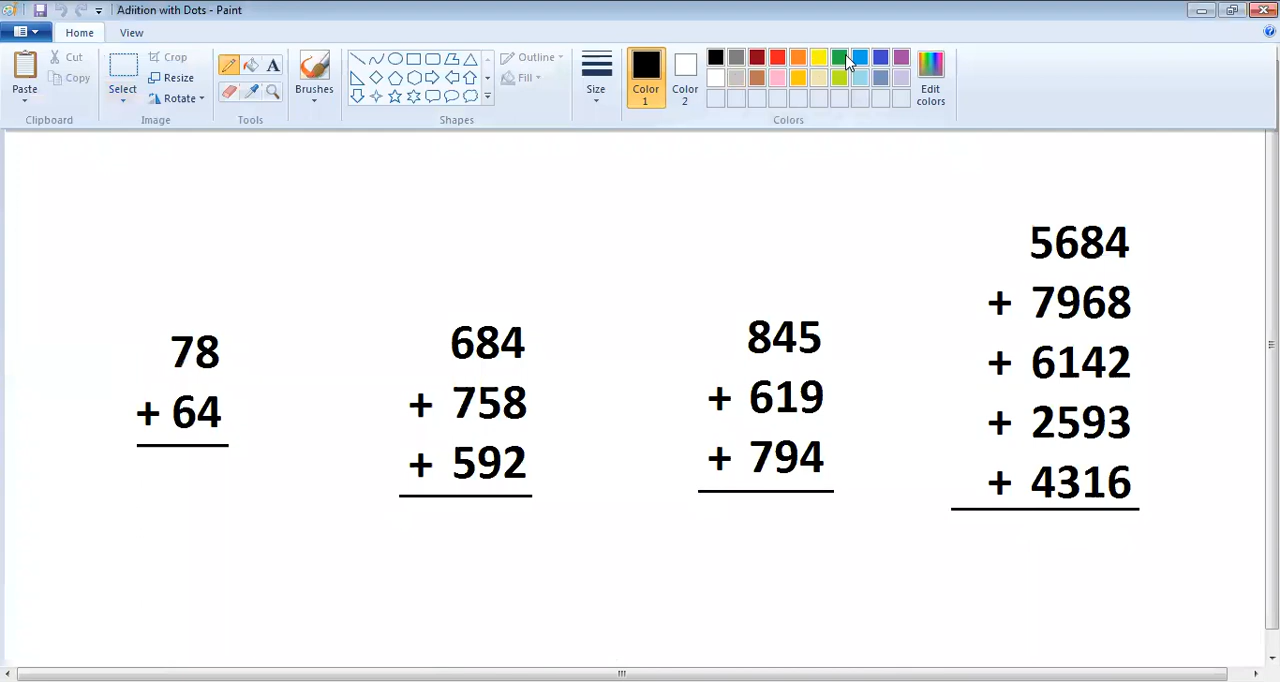 Adition with Dots - Paint
Home
View
Paste
Cut
Copy
Clipboard
Select
Crop
Resize
Rotate
Image
A
Tools
Brushes
Outline
Fill
Shapes
Size
Color 1
Color 2
Edit colors
Colors
78
+ 64
684
+ 758
+ 592
845
+ 619
+ 794
5684
+ 7968
+ 6142
+ 2593
+ 4316